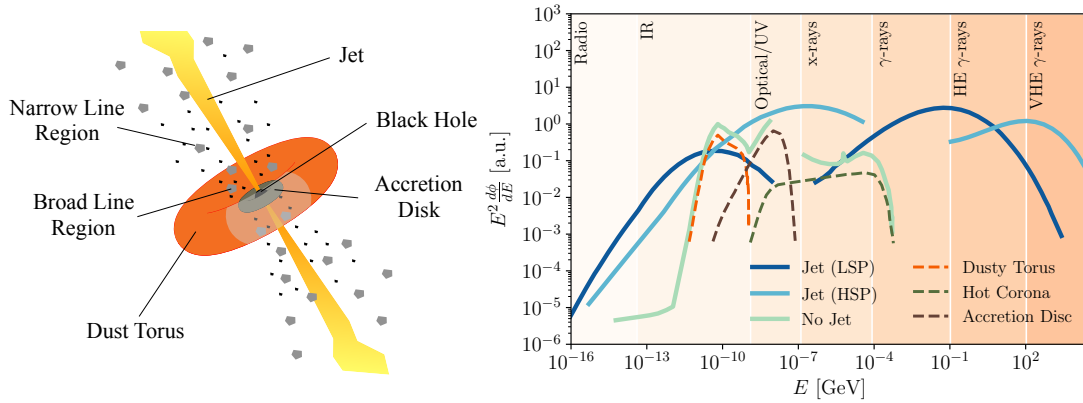 Jet
Narrow Line
Region
Black Hole
Broad Line
Region
Accretion
Disk
Dust Torus
10^3
10^2
10^1
10^0
10^−1
10^−2
10^−3
10^−4
10^−5
10^−6
E^2 dϕ/dE [a.u.]
Radio
IR
Optical/UV
x-rays
γ-rays
HE γ-rays
VHE γ-rays
Jet (LSP)
Jet (HSP)
No Jet
Dusty Torus
Hot Corona
Accretion Disc
10^−16 10^−13 10^−10 10^−7 10^−4 10^−1 10^2
E [GeV]